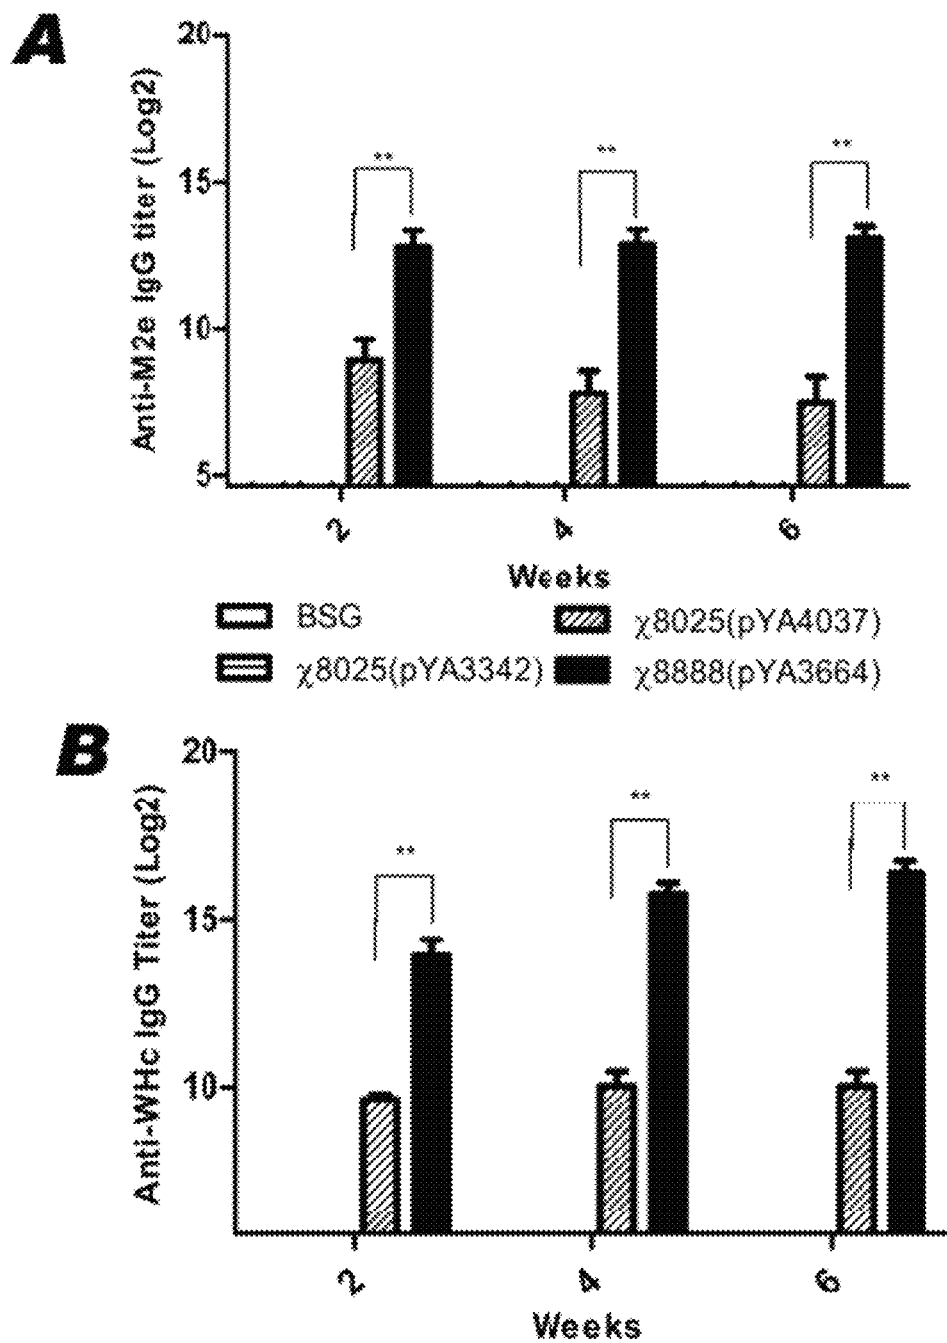 A
Anti-M2e IgG titer (Log2)
20
15
10
5
**
**
**
2
4
6
Weeks
BSG
χ8025(pYA4037)
χ8025(pYA3342)
χ8888(pYA3664)
B
Anti-WHc IgG Titer (Log2)
20
15
10
**
**
**
2
4
6
Weeks